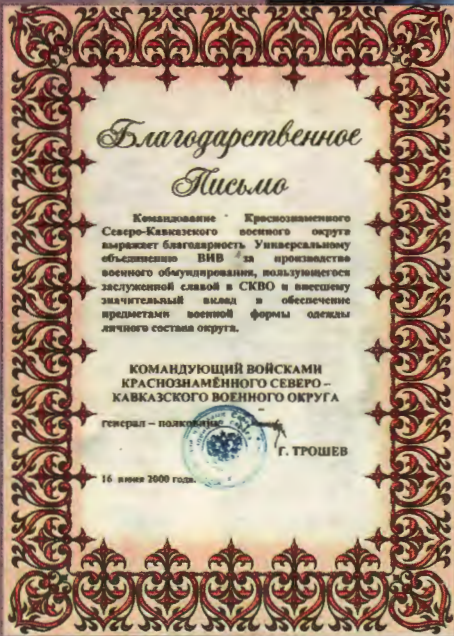 Благодарственное
Письмо
Командование Краснознаменного
Северо-Кавказского военного округа
выражает благодарность Универсальному
объединению ВИВ за производство
военного обмундирования, пользующегося
заслуженной славой в СКВО и внесшему
значительный вклад в обеспечение
предметами военной формы одежды
личного состава округа.
КОМАНДУЮЩИЙ ВОЙСКАМИ
КРАСНОЗНАМЁННОГО СЕВЕРО –
КАВКАЗСКОГО ВОЕННОГО ОКРУГА
генерал – полковник
Г. ТРОШЕВ
16 2000 года.